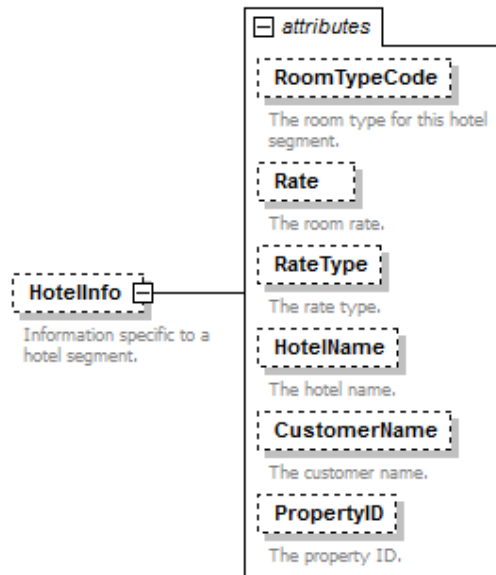 attributes
RoomTypeCode
The room type for this hotel
segment.
Rate
The room rate.
RateType
The rate type.
HotelInfo
Information specific to a
hotel segment.
HotelName
The hotel name.
CustomerName
The customer name.
PropertyID
The property ID.